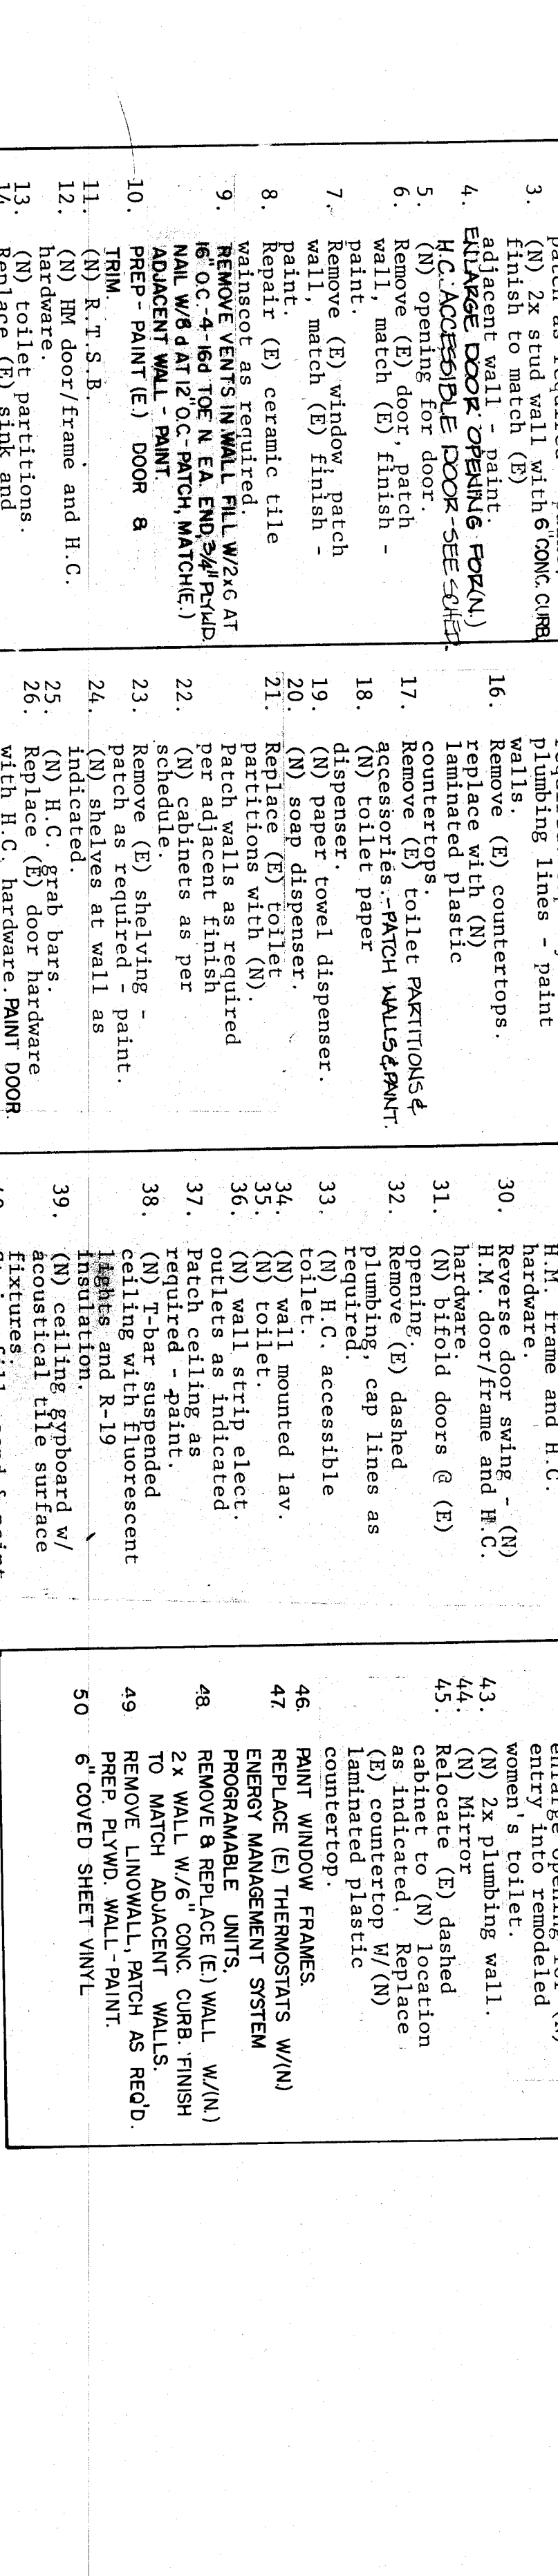 patch as required - paint.
3. (N) 2x stud wall with 6" CONC. CURB
finish to match (E)
adjacent wall - paint.
4. ENLARGE DOOR OPENING FOR (N.)
H.C. ACCESSIBLE DOOR - SEE SCHED.
5. (N) opening for door.
6. Remove (E) door, patch
wall, match (E) finish -
paint.
7. Remove (E) window, patch
wall, match (E) finish -
paint.
8. Repair (E) ceramic tile
wainscot as required.
9. REMOVE VENTS IN WALL FILL W/2x6 AT
16" O.C.-4-16d TOE N. EA. END, 3/4" PLYWD.
NAIL W/8 d AT 12" O.C.- PATCH, MATCH(E.)
ADJACENT WALL - PAINT.
10. PREP- PAINT (E.) DOOR &
TRIM.
11. (N) R.T.S.B.
12. (N) HM door/frame and H.C.
hardware.
13. (N) toilet partitions.
14. Replace (E) sink and
plumbing lines - paint
walls.
16. Remove (E) countertops.
replace with (N)
laminated plastic
countertops.
17. Remove (E) toilet PARTITIONS &
accessories - PATCH WALLS & PAINT.
18. (N) toilet paper
dispenser.
19. (N) paper towel dispenser.
20. (N) soap dispenser.
21. Replace (E) toilet
partitions with (N).
Patch walls as required
per adjacent finish
22. (N) cabinets as per
schedule.
23. Remove (E) shelving -
patch as required - paint.
24. (N) shelves at wall as
indicated.
25. (N) H.C. grab bars.
26. Replace (E) door hardware
with H.C. hardware. PAINT DOOR
H.M. frame and H.C.
hardware.
30. Reverse door swing - (N)
H.M. door/frame and H.C.
hardware.
31. (N) bifold doors @ (E)
opening.
32. Remove (E) dashed
plumbing, cap lines as
required.
33. (N) H.C. accessible
toilet.
34. (N) wall mounted lav.
35. (N) toilet.
36. (N) wall strip elect.
outlets as indicated
37. Patch ceiling as
required - paint.
38. (N) T-bar suspended
ceiling with fluorescent
lights and R-19
insulation.
39. (N) ceiling gypboard w/
acoustical tile surface
fixtures.
enlarge opening for (N)
entry into remodeled
women's toilet.
43. (N) 2x plumbing wall.
44. (N) Mirror
45. Relocate (E) dashed
cabinet to (N) location
as indicated. Replace
(E) countertop W/(N)
laminated plastic
countertop.
46. PAINT WINDOW FRAMES.
47. REPLACE (E.) THERMOSTATS W/(N.)
ENERGY MANAGEMENT SYSTEM
PROGRAMABLE UNITS.
48. REMOVE & REPLACE (E.) WALL W./(N.)
2x WALL W./6" CONC. CURB. FINISH
TO MATCH ADJACENT WALLS.
49. REMOVE LINOWALL, PATCH AS REQ'D.
PREP. PLYWD. WALL - PAINT.
50 6" COVED SHEET VINYL